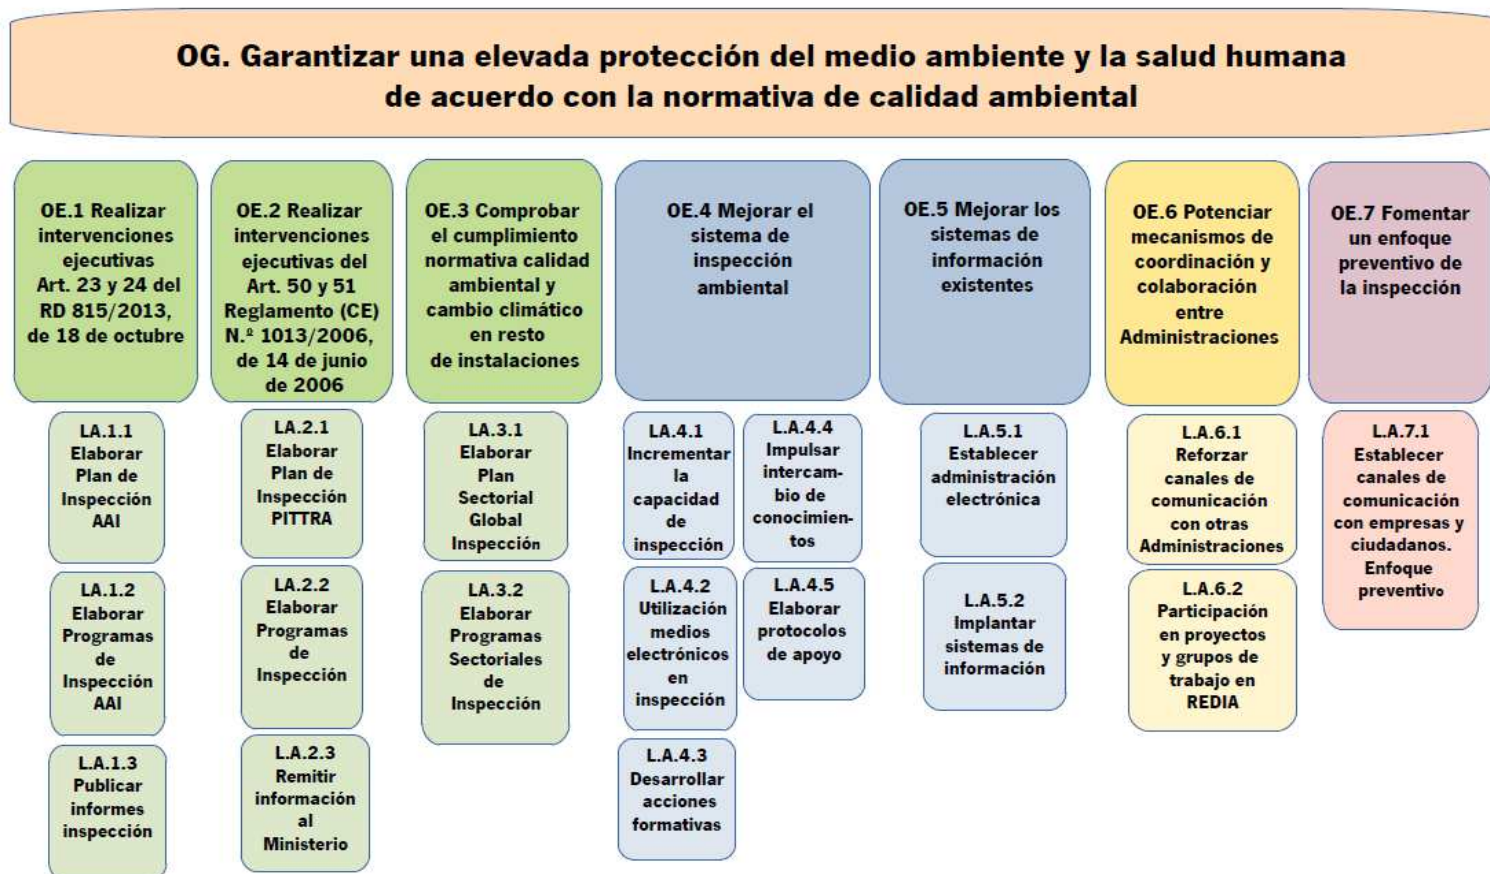 OG. Garantizar una elevada protección del medio ambiente y la salud humana
de acuerdo con la normativa de calidad ambiental
OE.1 Realizar
intervenciones
ejecutivas
Art. 23 y 24 del
RD 815/2013,
de 18 de octubre
LA.1.1
Elaborar
Plan de
Inspección
AAI
LA.1.2
Elaborar
Programas
de
Inspección
AAI
L.A.1.3
Publicar
informes
inspección
OE.2 Realizar
intervenciones
ejecutivas del
Art. 50 y 51
Reglamento (CE)
N.º 1013/2006,
de 14 de junio
de 2006
LA.2.1
Elaborar
Plan de
Inspección
PITTRA
LA.2.2
Elaborar
Programas
de
Inspección
L.A.2.3
Remitir
información
al
Ministerio
OE.3 Comprobar
el cumplimiento
normativa calidad
ambiental y
cambio climático
en resto
de instalaciones
LA.3.1
Elaborar
Plan
Sectorial
Global
Inspección
LA.3.2
Elaborar
Programas
Sectoriales
de
Inspección
OE.4 Mejorar el
sistema de
inspección
ambiental
LA.4.1
Incrementar
la
capacidad
de
inspección
L.A.4.2
Utilización
medios
electrónicos
en
inspección
L.A.4.3
Desarrollar
acciones
formativas
L.A.4.4
Impulsar
intercam-
bio de
conocimien-
tos
L.A.4.5
Elaborar
protocolos
de apoyo
OE.5 Mejorar los
sistemas de
información
existentes
L.A.5.1
Establecer
administración
electrónica
L.A.5.2
Implantar
sistemas de
información
OE.6 Potenciar
mecanismos de
coordinación y
colaboración
entre
Administraciones
L.A.6.1
Reforzar
canales de
comunicación
con otras
Administraciones
L.A.6.2
Participación
en proyectos
y grupos de
trabajo en
REDIA
OE.7 Fomentar
un enfoque
preventivo de
la inspección
L.A.7.1
Establecer
canales de
comunicación
con empresas y
ciudadanos.
Enfoque
preventivo